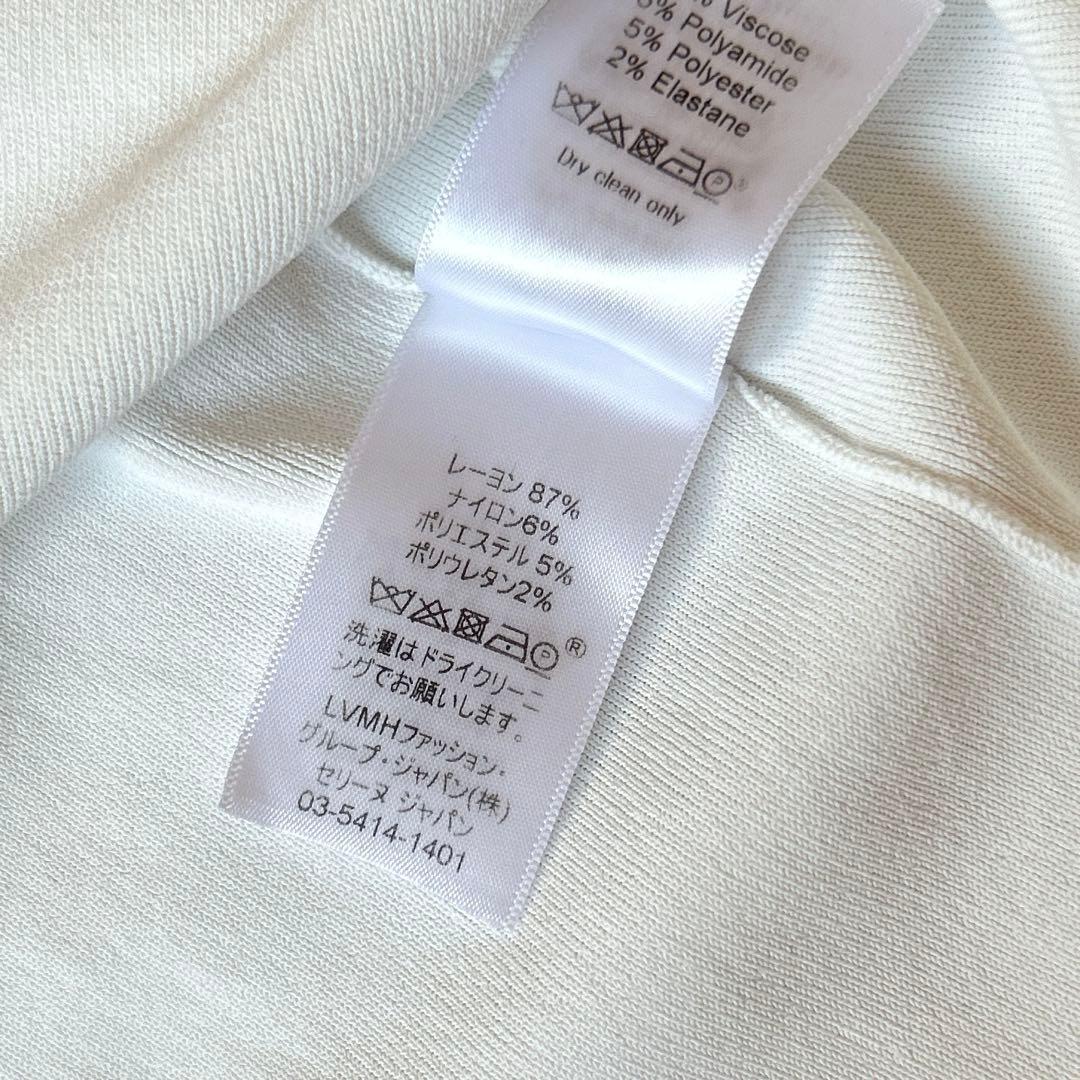 Viscose
6% Polyamide
5% Polyester
2% Elastane
Dry clean only
レーヨン 87%
ナイロン6%
ポリエステル 5%
ポリウレタン2%
®
洗濯はドライクリーニ
ングでお願いします。
LVMHファッション・
グループ・ジャパン(株)
セリーヌ ジャパン
03-5414-1401